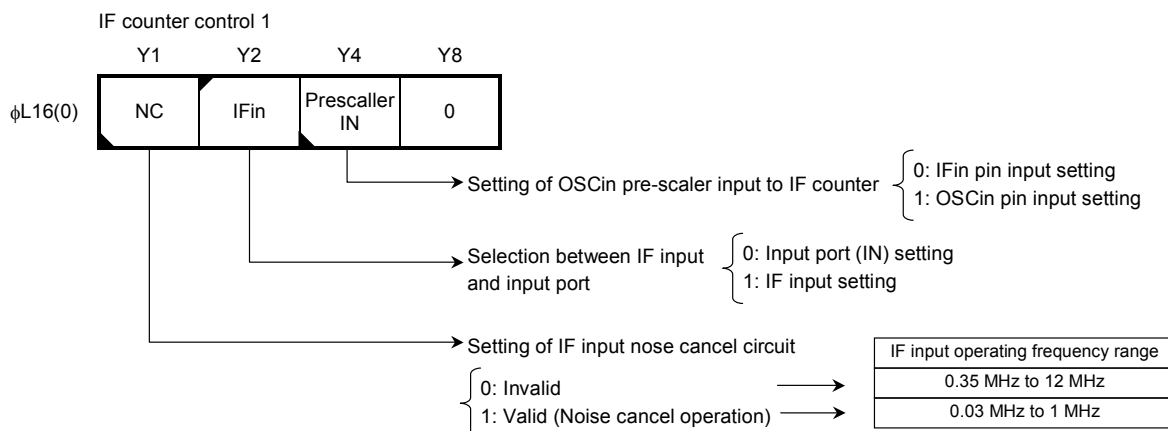 IF counter control 1
Y1 Y2 Y4 Y8
ϕL16(0) NC IFin Prescaller IN 0
Setting of OSCin pre-scaler input to IF counter
0: IFin pin input setting
1: OSCin pin input setting
Selection between IF input
and input port
0: Input port (IN) setting
1: IF input setting
Setting of IF input nose cancel circuit
0: Invalid
1: Valid (Noise cancel operation)
IF input operating frequency range
0.35 MHz to 12 MHz
0.03 MHz to 1 MHz